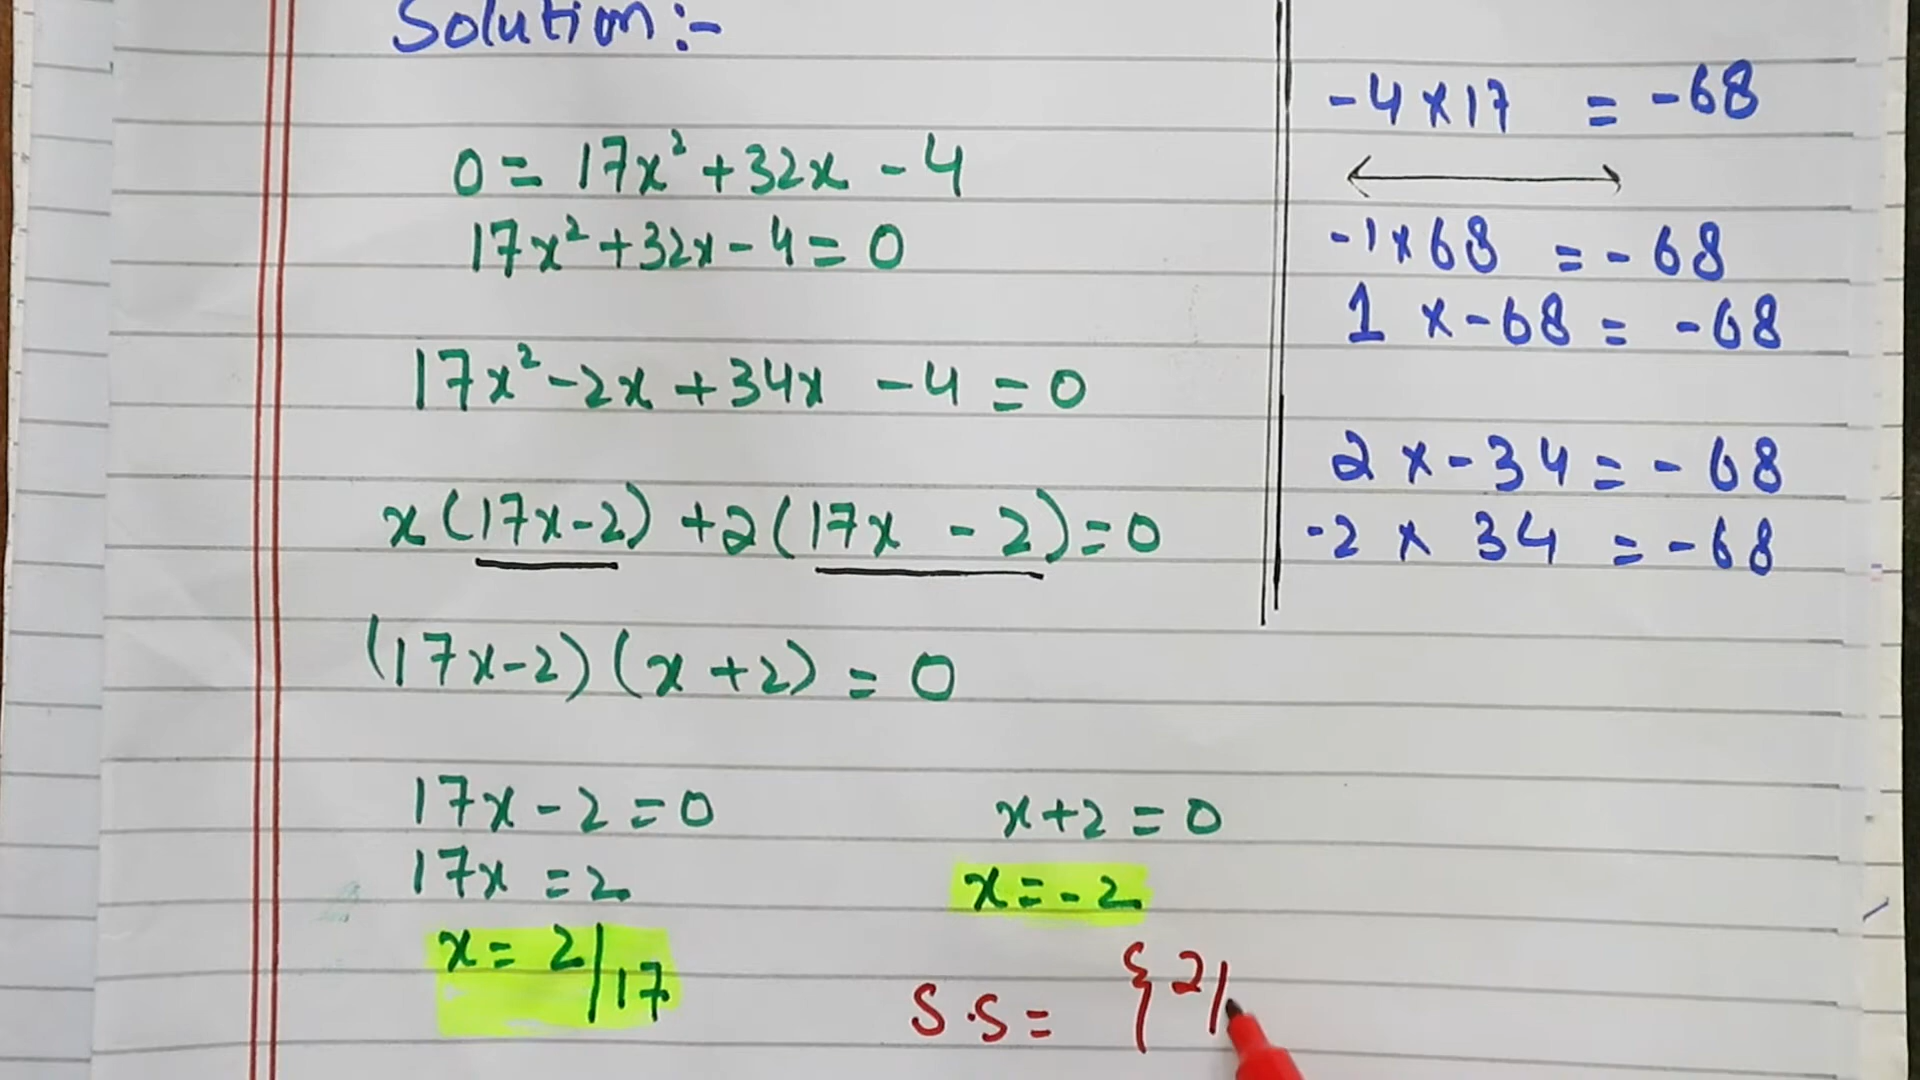 Solution :-
0 = 17x² + 32x - 4
17x² + 32x - 4 = 0
17x² - 2x + 34x - 4 = 0
x (17x - 2) + 2 (17x - 2) = 0
(17x - 2) (x + 2) = 0
17x - 2 = 0
17x = 2
x = 2/17
x + 2 = 0
x = - 2
S.S = { 2/
-4 x 17 = -68
-1 x 68 = - 68
1 x - 68 = - 68
2 x - 34 = - 68
-2 x 34 = - 68